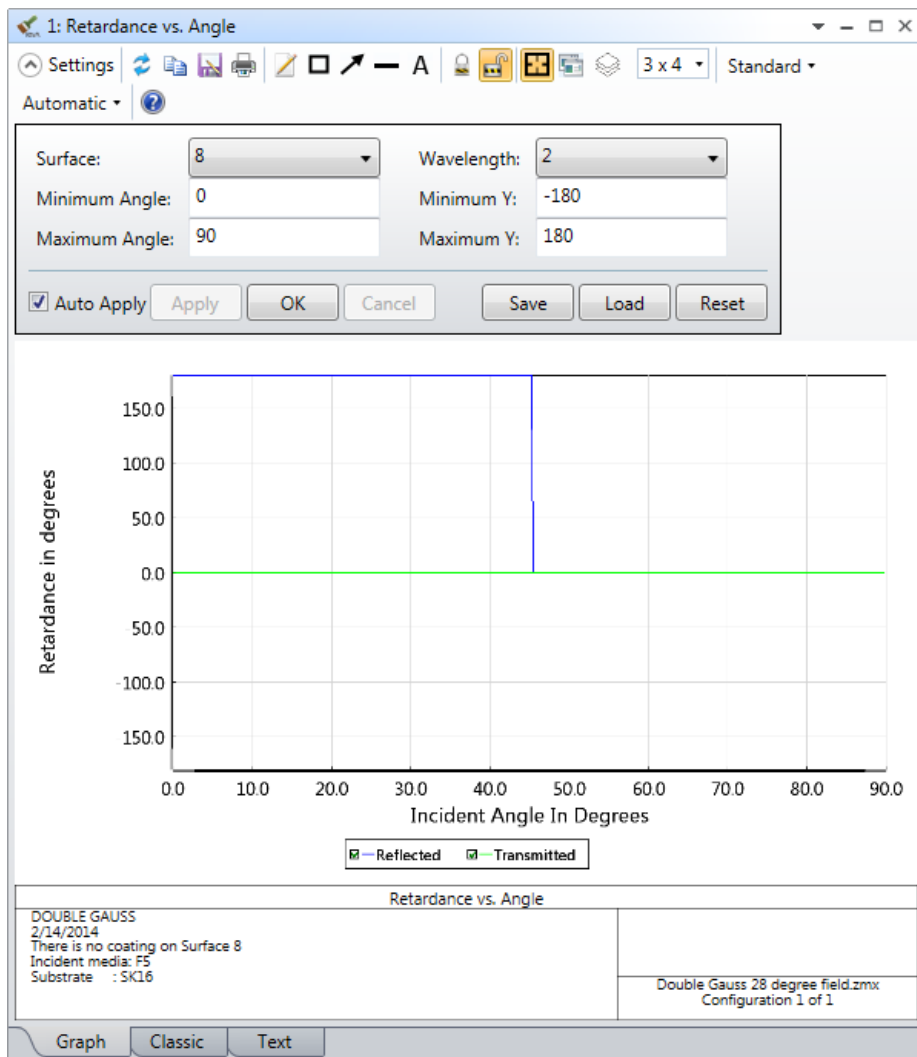 1: Retardance vs. Angle
Settings A 3 x 4 Standard
Automatic
Surface: 8 Wavelength: 2
Minimum Angle: 0 Minimum Y: -180
Maximum Angle: 90 Maximum Y: 180
Auto Apply Apply OK Cancel Save Load Reset
Retardance in degrees
150.0
100.0
50.0
0.0
50.0
-100.0
150.0
0.0 10.0 20.0 30.0 40.0 50.0 60.0 70.0 80.0 90.0
Incident Angle In Degrees
Reflected Transmitted
Retardance vs. Angle
DOUBLE GAUSS
2/14/2014
There is no coating on Surface 8
Incident media: F5
Substrate : SK16
Double Gauss 28 degree field.zmx
Configuration 1 of 1
Graph Classic Text